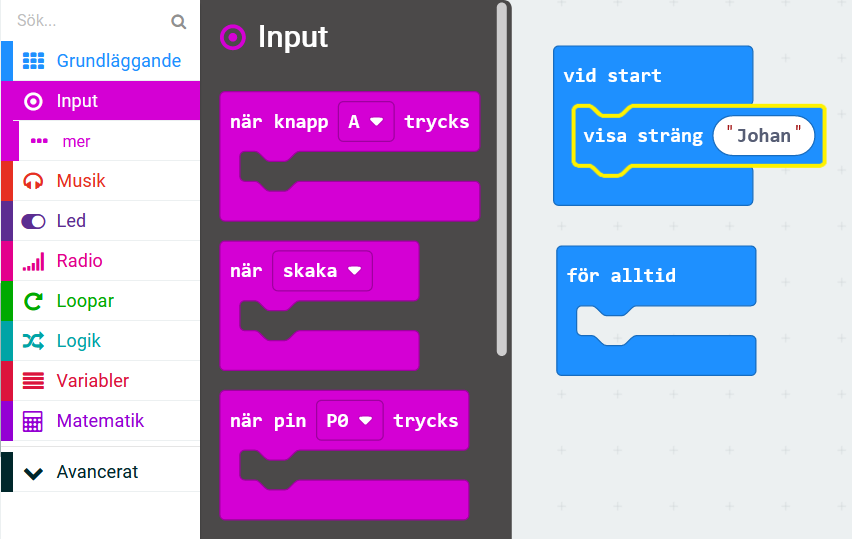 Sök...
Grundläggande
Input
mer
Musik
Led
Radio
Loopar
Logik
Variabler
Matematik
Avancerat
Input
när knapp A trycks
när skaka
när pin P0 trycks
vid start
visa sträng "Johan"
för alltid